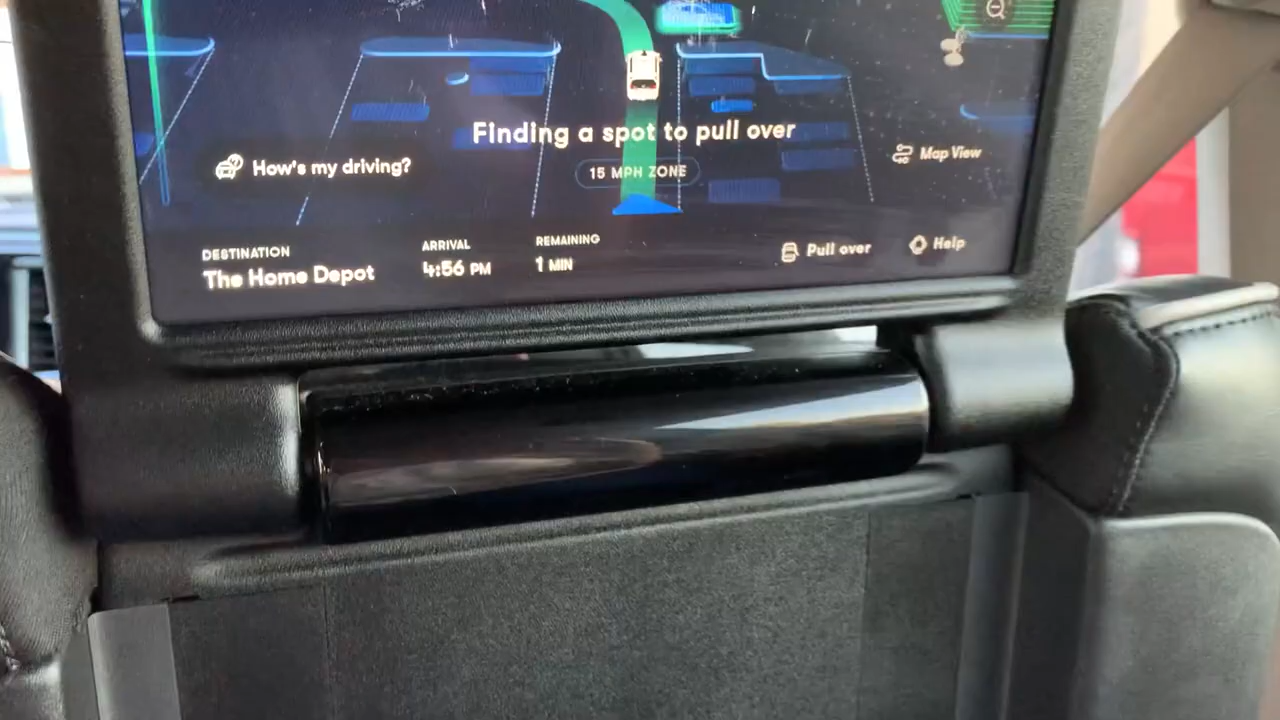 Finding a spot to pull over
How's my driving?
15 MPH ZONE
Map View
DESTINATION
The Home Depot
ARRIVAL
4:56 PM
REMAINING
1 MIN
Pull over
Help